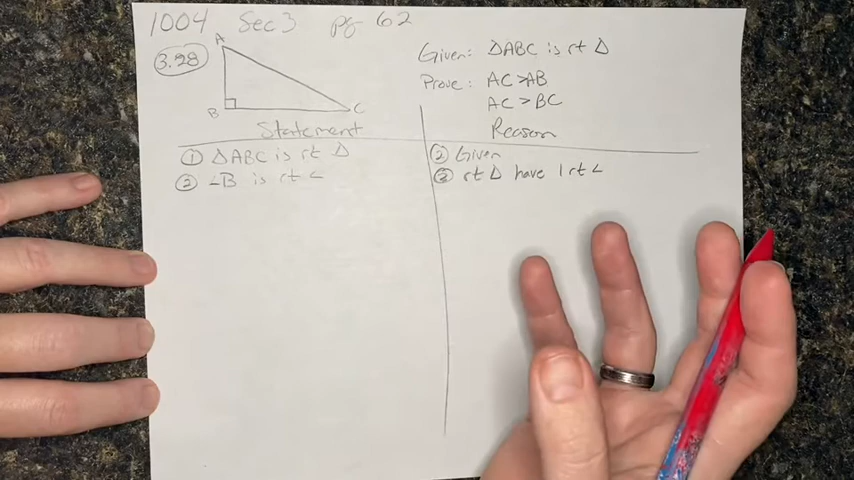 1004 Sec 3 pg 62
3.28
A
B
C
Given: △ABC is rt △
Prove: AC > AB
AC > BC
Statement
Reason
① △ABC is rt △
① Given
② ∠B is rt ∠
② rt △ have 1 rt ∠